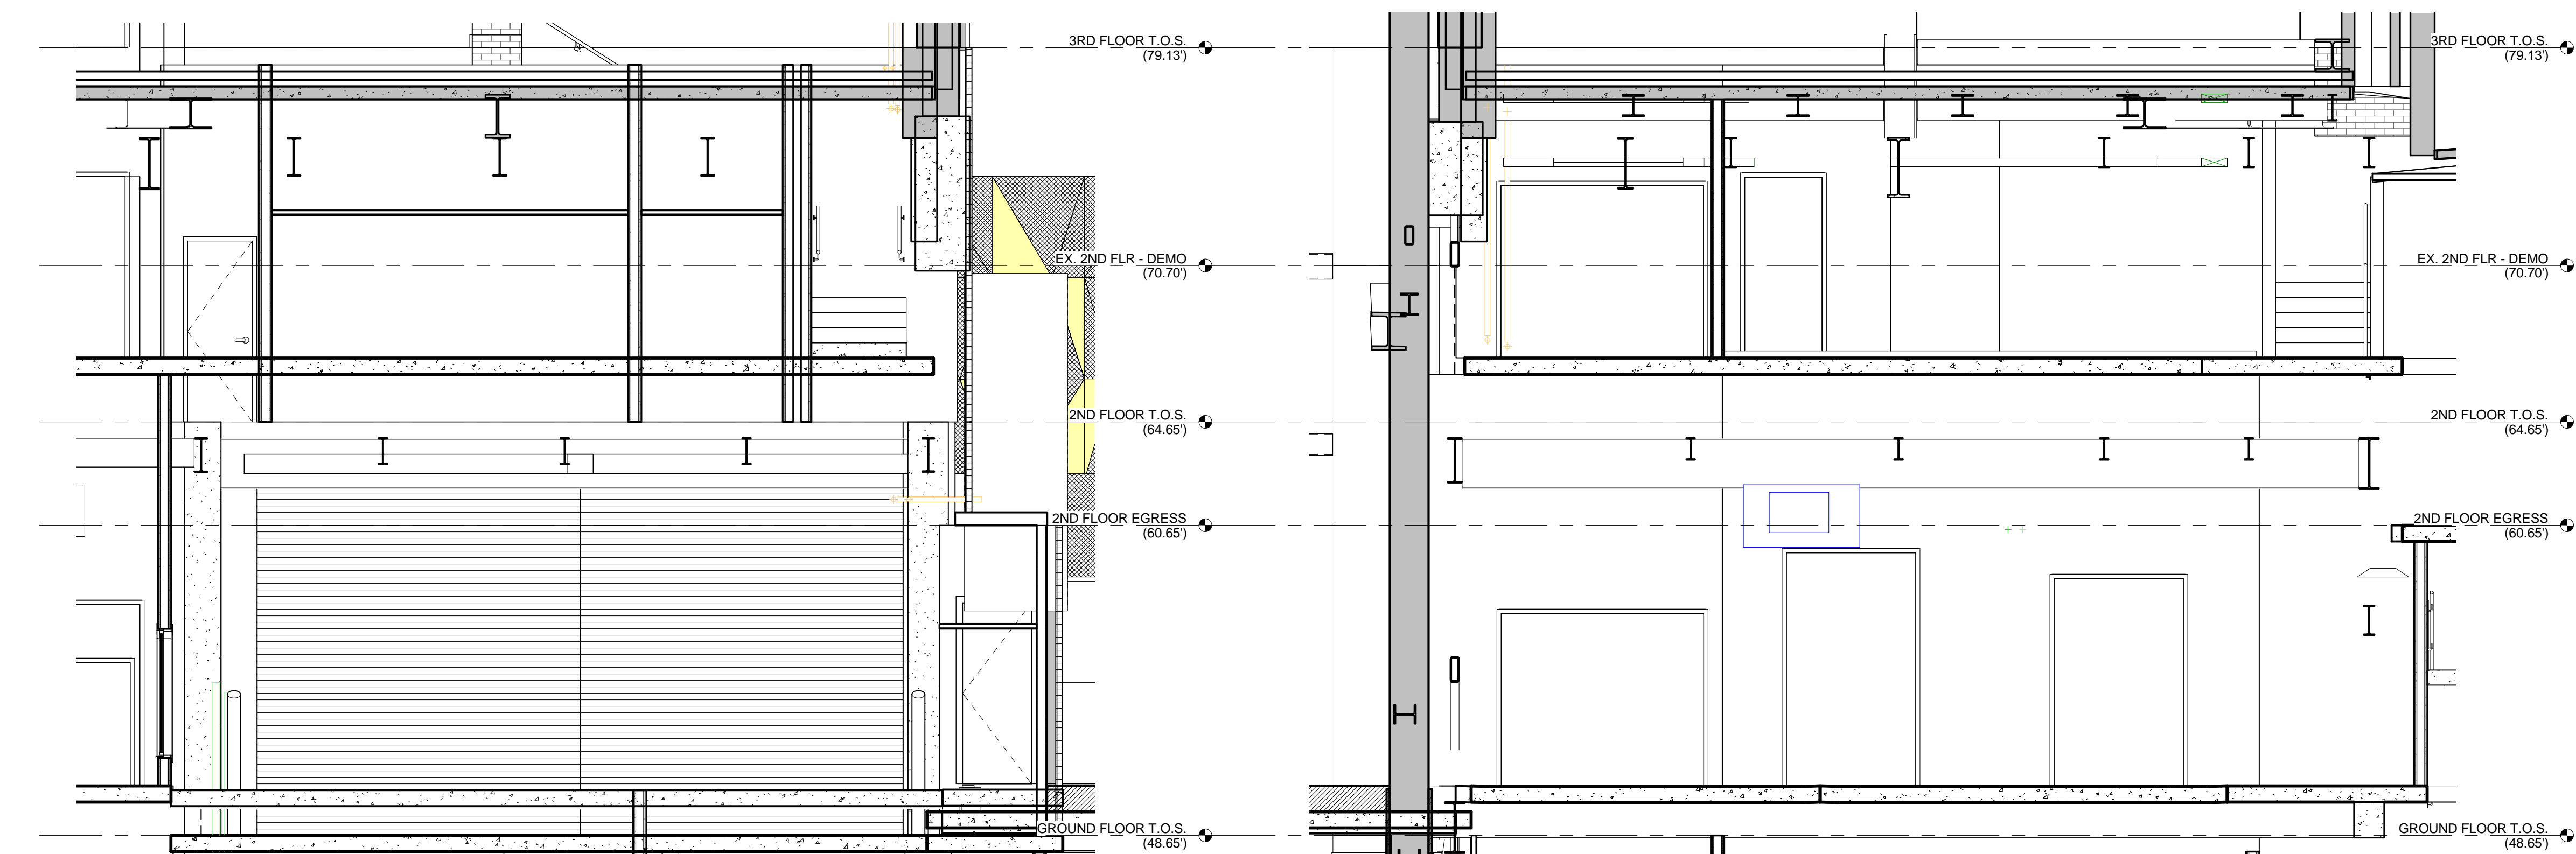 3RD FLOOR T.O.S.
(79.13')
EX. 2ND FLR - DEMO
(70.70')
2ND FLOOR T.O.S.
(64.65')
2ND FLOOR EGRESS
(60.65')
GROUND FLOOR T.O.S.
(48.65')
3RD FLOOR T.O.S.
(79.13')
EX. 2ND FLR - DEMO
(70.70')
2ND FLOOR T.O.S.
(64.65')
2ND FLOOR EGRESS
(60.65')
GROUND FLOOR T.O.S.
(48.65')